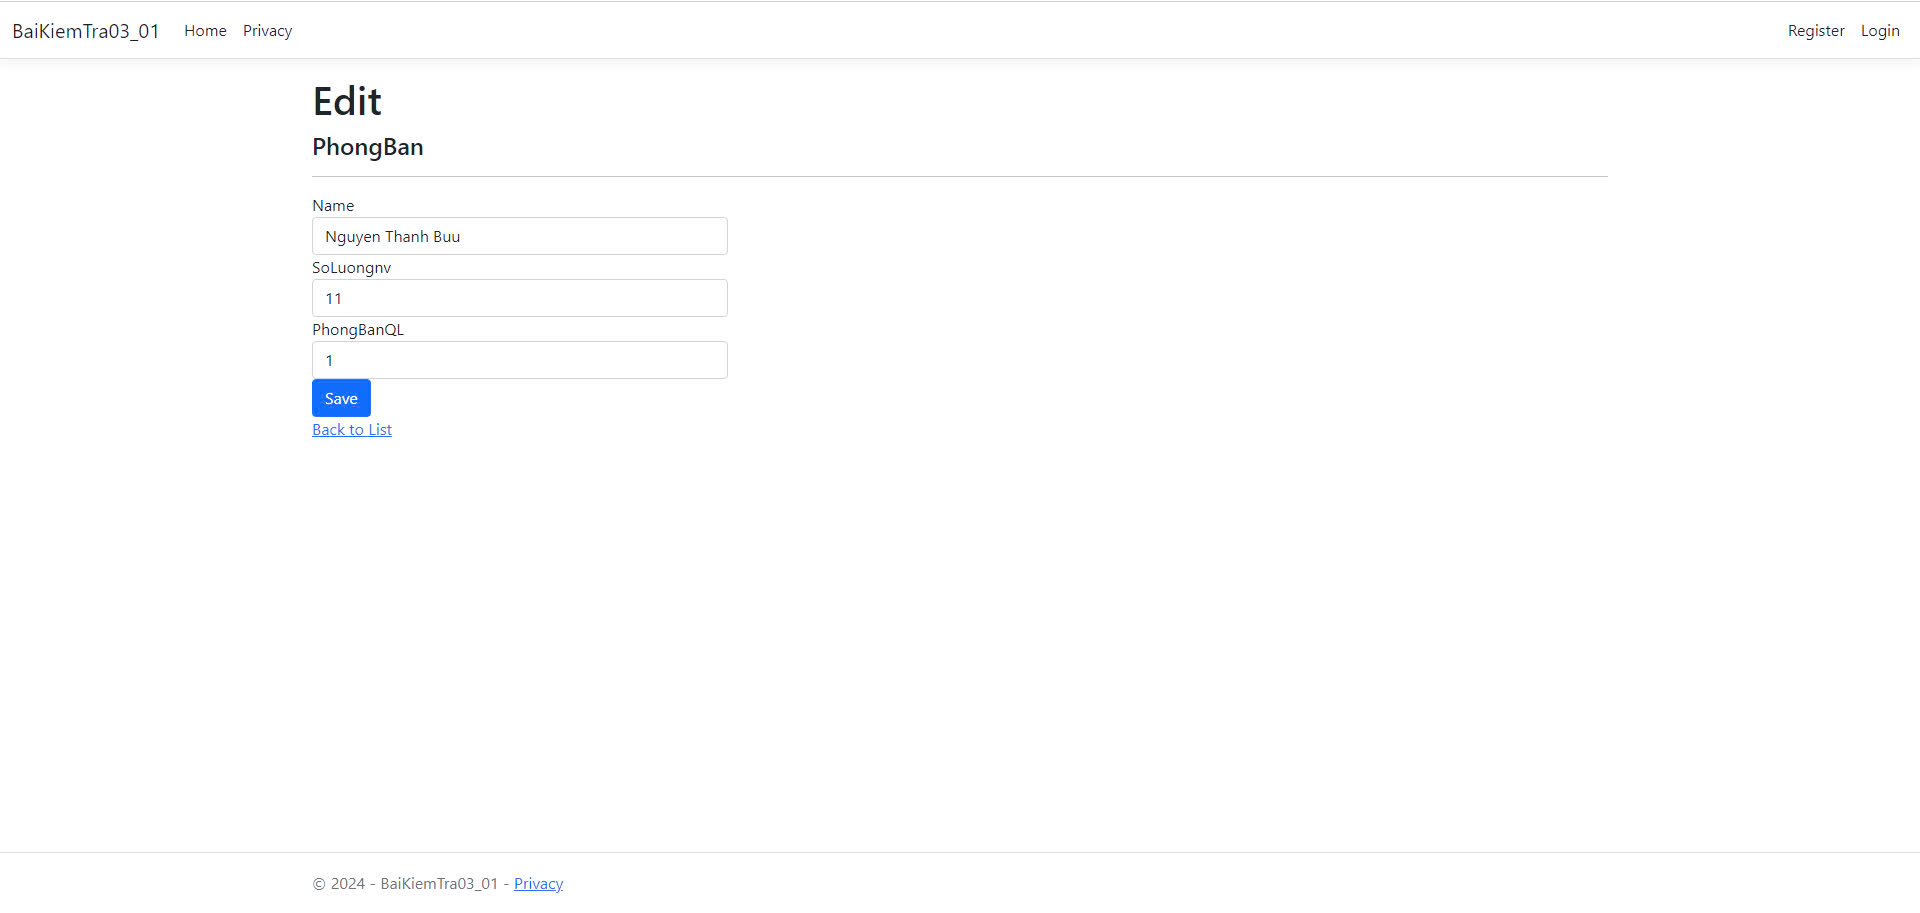 BaiKiemTra03_01 Home Privacy Register Login
Edit
PhongBan
Name
Nguyen Thanh Buu
SoLuongnv
11
PhongBanQL
1
Save
Back to List
© 2024 - BaiKiemTra03_01 - Privacy